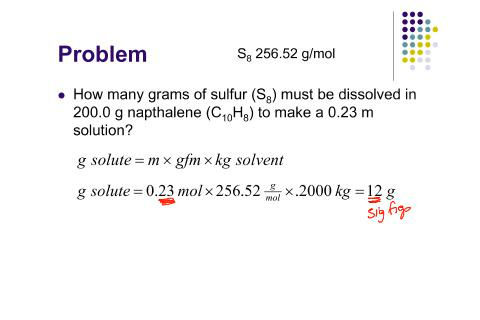 Problem
S₈ 256.52 g/mol
How many grams of sulfur (S₈) must be dissolved in
200.0 g napthalene (C₁₀H₈) to make a 0.23 m
solution?
g solute = m × gfm × kg solvent
g solute = 0.23 mol × 256.52 g/mol × .2000 kg = 12 g
sig figs